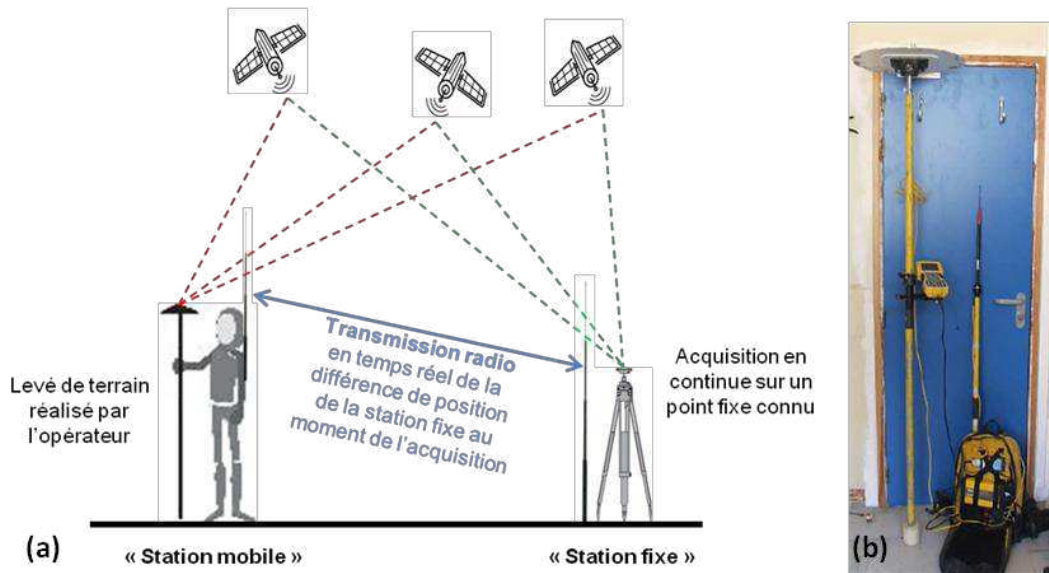 Levé de terrain
réalisé par
l'opérateur
Transmission radio
en temps réel de la
différence de position
de la station fixe au
moment de l'acquisition
Acquisition en
continue sur un
point fixe connu
(a)
« Station mobile »
« Station fixe »
(b)